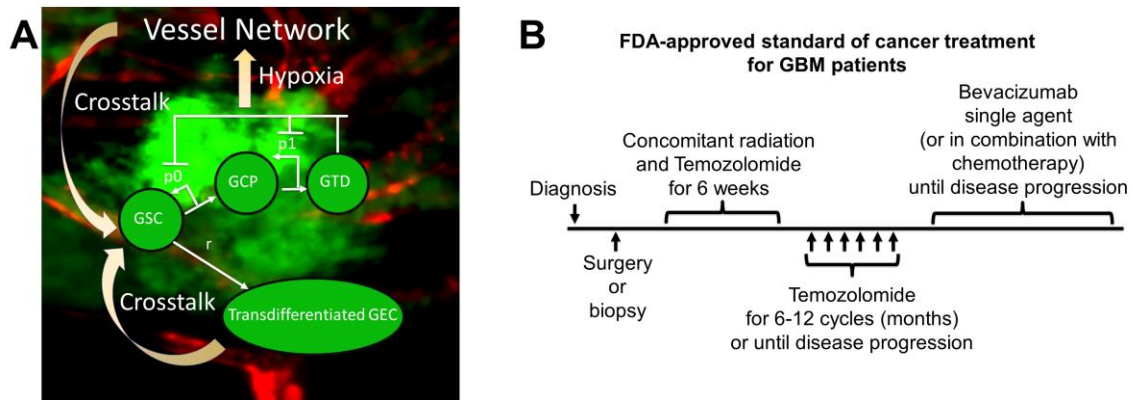 A
Vessel Network
Hypoxia
Crosstalk
p1
p0
GCP
GTD
GSC
r
Crosstalk
Transdifferentiated GEC
B
FDA-approved standard of cancer treatment
for GBM patients
Bevacizumab
single agent
(or in combination with
chemotherapy)
until disease progression
Concomitant radiation
and Temozolomide
for 6 weeks
Diagnosis
Surgery
or
biopsy
Temozolomide
for 6-12 cycles (months)
or until disease progression